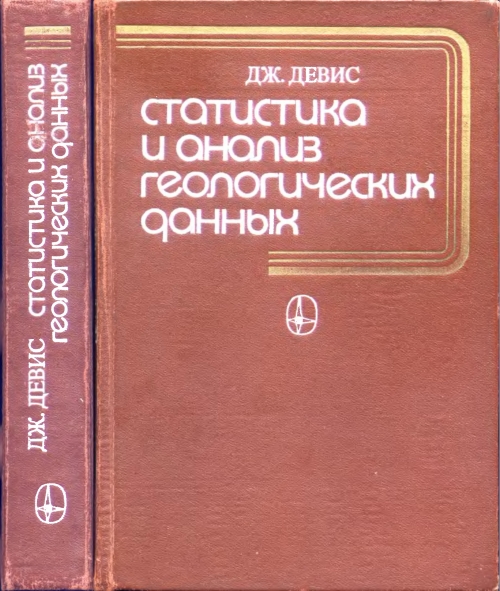 ДЖ. ДЕВИС СТАТИСТИКА И АНАЛИЗ
ГЕОЛОГИЧЕСКИХ ДАННЫХ
ДЖ. ДЕВИС
СТАТИСТИКА
И АНАЛИЗ
ГЕОЛОГИЧЕСКИХ
ДАННЫХ